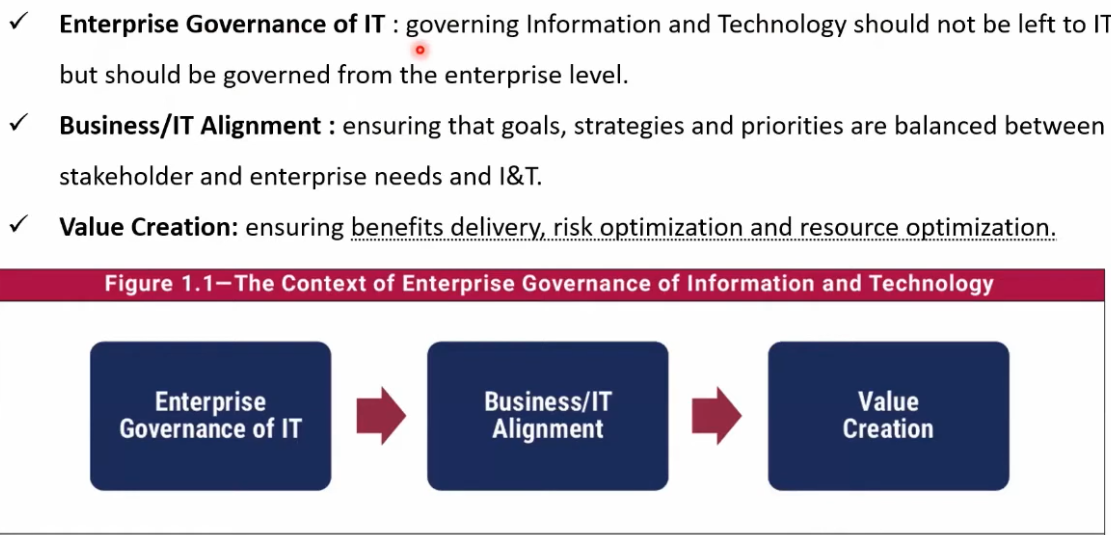 ✓ Enterprise Governance of IT : governing Information and Technology should not be left to IT
but should be governed from the enterprise level.
✓ Business/IT Alignment : ensuring that goals, strategies and priorities are balanced between
stakeholder and enterprise needs and I&T.
✓ Value Creation: ensuring benefits delivery, risk optimization and resource optimization.
Figure 1.1—The Context of Enterprise Governance of Information and Technology
Enterprise
Governance of IT
Business/IT
Alignment
Value
Creation